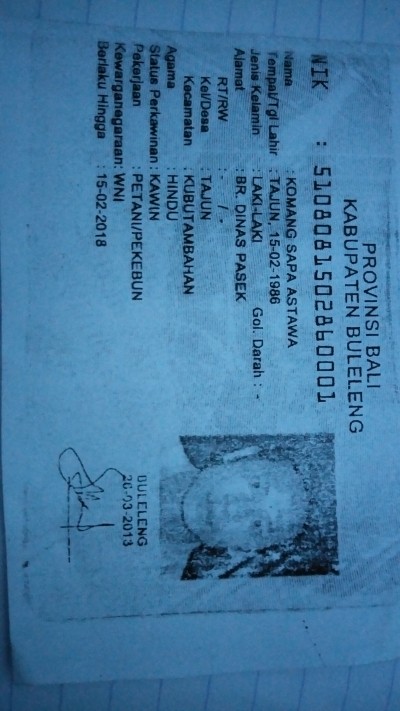 PROVINSI BALI
KABUPATEN BULELENG
NIK : 5108081502860001
Nama : KOMANG SAPA ASTAWA
Tempat/Tgl Lahir : TAJUN, 15-02-1986
Jenis Kelamin : LAKI-LAKI Gol. Darah : -
Alamat : BR. DINAS PASEK
RT/RW : - / -
Kel/Desa : TAJUN
Kecamatan : KUBUTAMBAHAN
Agama : HINDU
Status Perkawinan : KAWIN
Pekerjaan : PETANI/PEKEBUN
Kewarganegaraan: WNI
Berlaku Hingga : 15-02-2018
BULELENG
26-03-2013